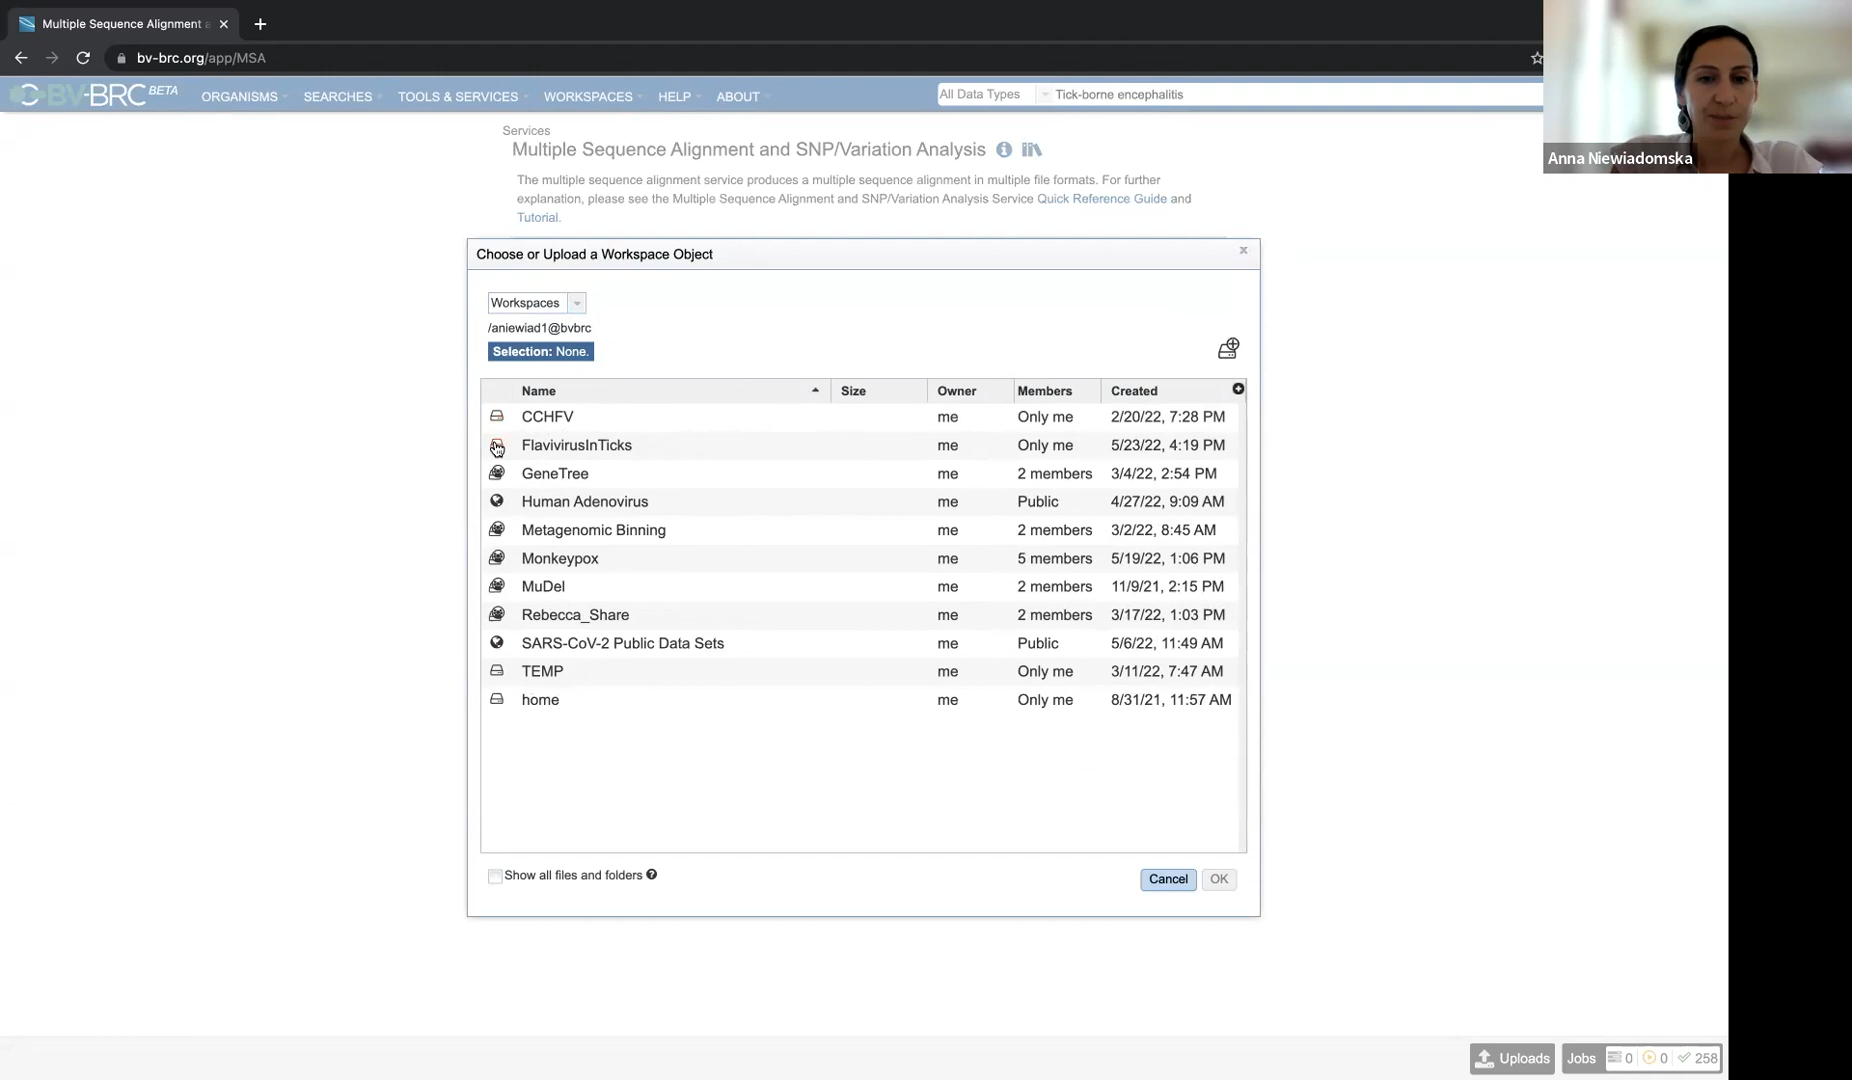 Multiple Sequence Alignment a
bv-brc.org/app/MSA
BV-BRC BETA
ORGANISMS SEARCHES TOOLS & SERVICES WORKSPACES HELP ABOUT
All Data Types Tick-borne encephalitis
Anna Niewiadomska
Services
Multiple Sequence Alignment and SNP/Variation Analysis
The multiple sequence alignment service produces a multiple sequence alignment in multiple file formats. For further
explanation, please see the Multiple Sequence Alignment and SNP/Variation Analysis Service Quick Reference Guide and
Tutorial.
Choose or Upload a Workspace Object
Workspaces
/aniewiad1@bvbrc
Selection: None.
Name Size Owner Members Created
CCHFV me Only me 2/20/22, 7:28 PM
FlavivirusInTicks me Only me 5/23/22, 4:19 PM
GeneTree me 2 members 3/4/22, 2:54 PM
Human Adenovirus me Public 4/27/22, 9:09 AM
Metagenomic Binning me 2 members 3/2/22, 8:45 AM
Monkeypox me 5 members 5/19/22, 1:06 PM
MuDel me 2 members 11/9/21, 2:15 PM
Rebecca_Share me 2 members 3/17/22, 1:03 PM
SARS-CoV-2 Public Data Sets me Public 5/6/22, 11:49 AM
TEMP me Only me 3/11/22, 7:47 AM
home me Only me 8/31/21, 11:57 AM
Show all files and folders
Cancel OK
Uploads Jobs 0 0 258